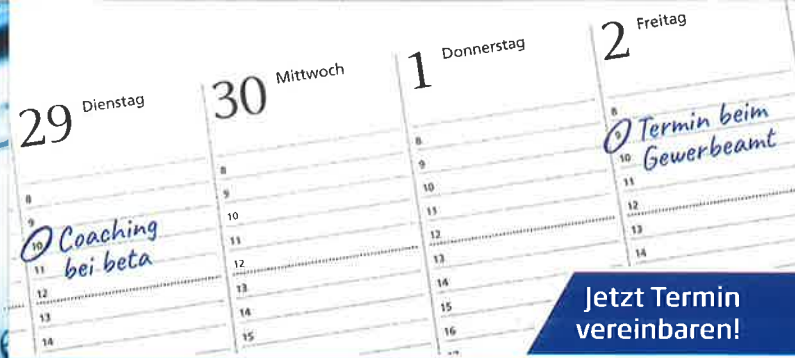 29 Dienstag
8
9
10 Coaching
bei beta
11
12
13
14
30 Mittwoch
8
9
10
11
12
13
14
15
1 Donnerstag
8
9
10
11
12
13
14
15
16
2 Freitag
8
9 Termin beim
10 Gewerbeamt
11
12
13
14
Jetzt Termin
vereinbaren!